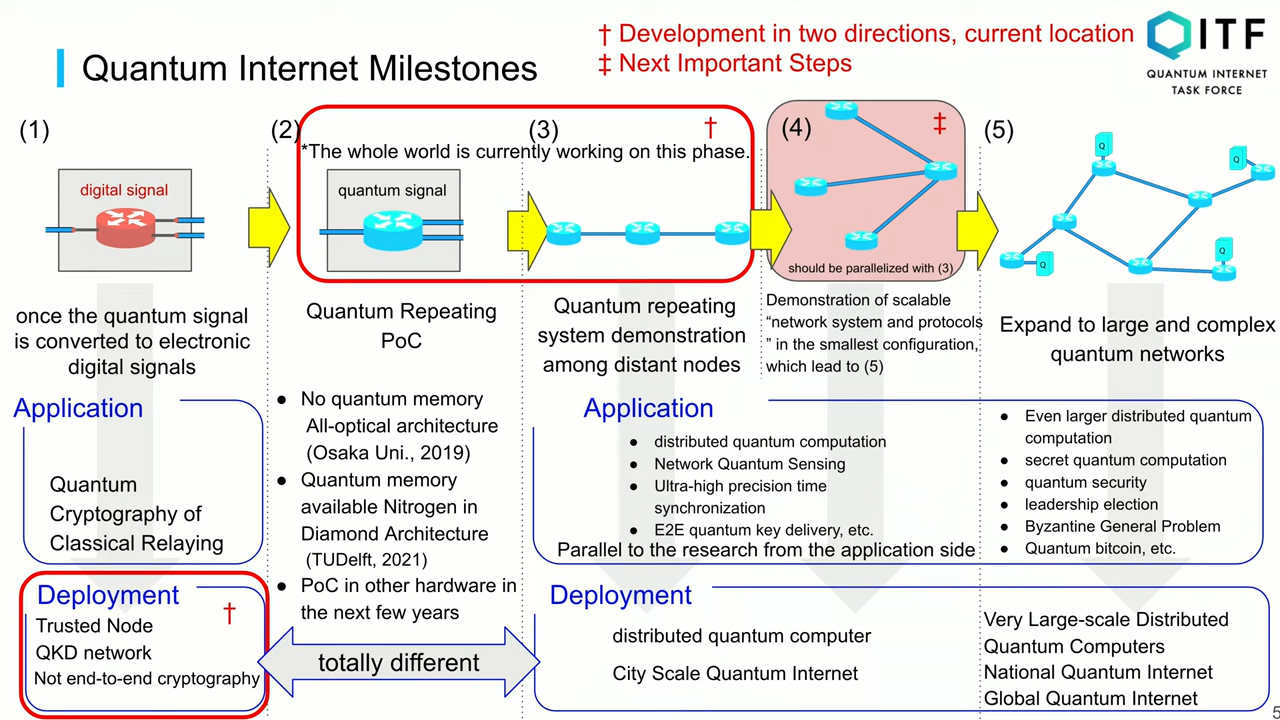 † Development in two directions, current location
‡ Next Important Steps
QITF
QUANTUM INTERNET
TASK FORCE
Quantum Internet Milestones
(1)
digital signal
once the quantum signal
is converted to electronic
digital signals
(2)
(3)
†
*The whole world is currently working on this phase.
quantum signal
Quantum Repeating
PoC
Quantum repeating
system demonstration
among distant nodes
(4)
‡
should be parallelized with (3)
Demonstration of scalable
“network system and protocols
” in the smallest configuration,
which lead to (5)
(5)
Q
Q
Q
Q
Expand to large and complex
quantum networks
Application
Quantum
Cryptography of
Classical Relaying
● No quantum memory
All-optical architecture
(Osaka Uni., 2019)
● Quantum memory
available Nitrogen in
Diamond Architecture
(TUDelft, 2021)
● PoC in other hardware in
the next few years
Application
● distributed quantum computation
● Network Quantum Sensing
● Ultra-high precision time
synchronization
● E2E quantum key delivery, etc.
Parallel to the research from the application side
● Even larger distributed quantum
computation
● secret quantum computation
● quantum security
● leadership election
● Byzantine General Problem
● Quantum bitcoin, etc.
Deployment
†
Trusted Node
QKD network
Not end-to-end cryptography
totally different
Deployment
distributed quantum computer
City Scale Quantum Internet
Very Large-scale Distributed
Quantum Computers
National Quantum Internet
Global Quantum Internet
5